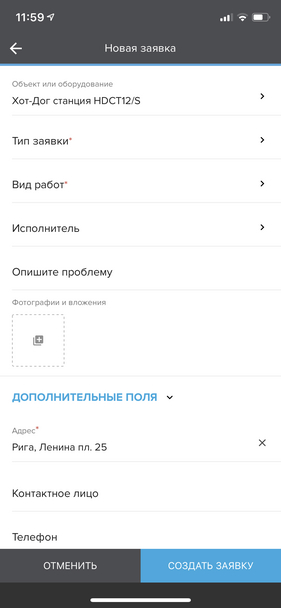 11:59
Новая заявка
Объект или оборудование
Хот-Дог станция HDCT12/S
Тип заявки*
Вид работ*
Исполнитель
Опишите проблему
Фотографии и вложения
ДОПОЛНИТЕЛЬНЫЕ ПОЛЯ
Адрес*
Рига, Ленина пл. 25
Контактное лицо
Телефон
ОТМЕНИТЬ
СОЗДАТЬ ЗАЯВКУ